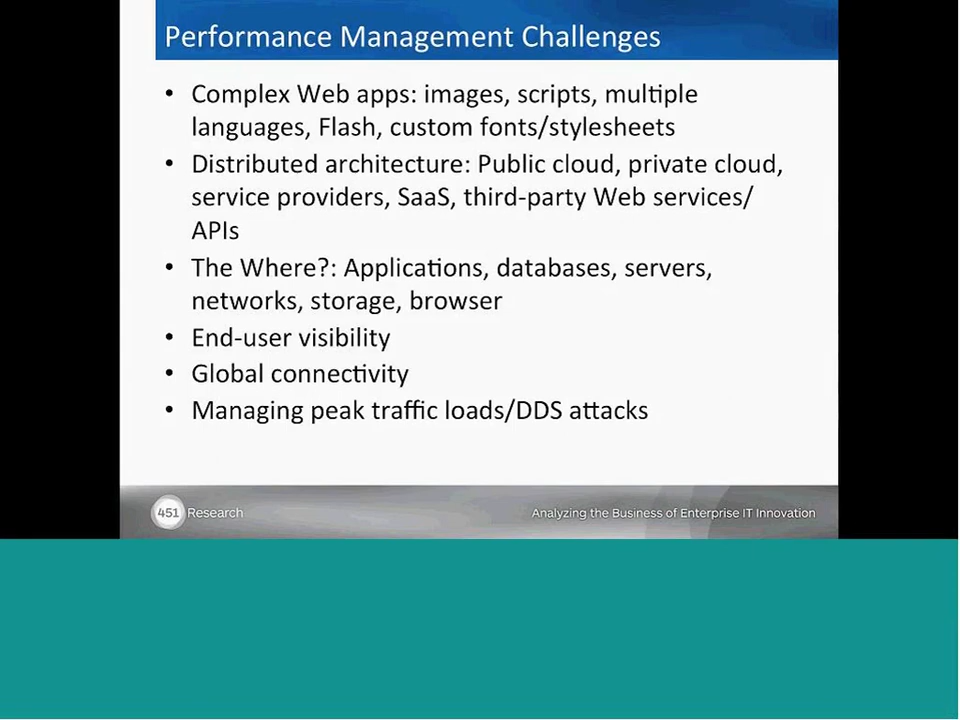 Performance Management Challenges
• Complex Web apps: images, scripts, multiple
languages, Flash, custom fonts/stylesheets
• Distributed architecture: Public cloud, private cloud,
service providers, SaaS, third-party Web services/
APIs
• The Where?: Applications, databases, servers,
networks, storage, browser
• End-user visibility
• Global connectivity
• Managing peak traffic loads/DDS attacks
451 Research
Analyzing the Business of Enterprise IT Innovation